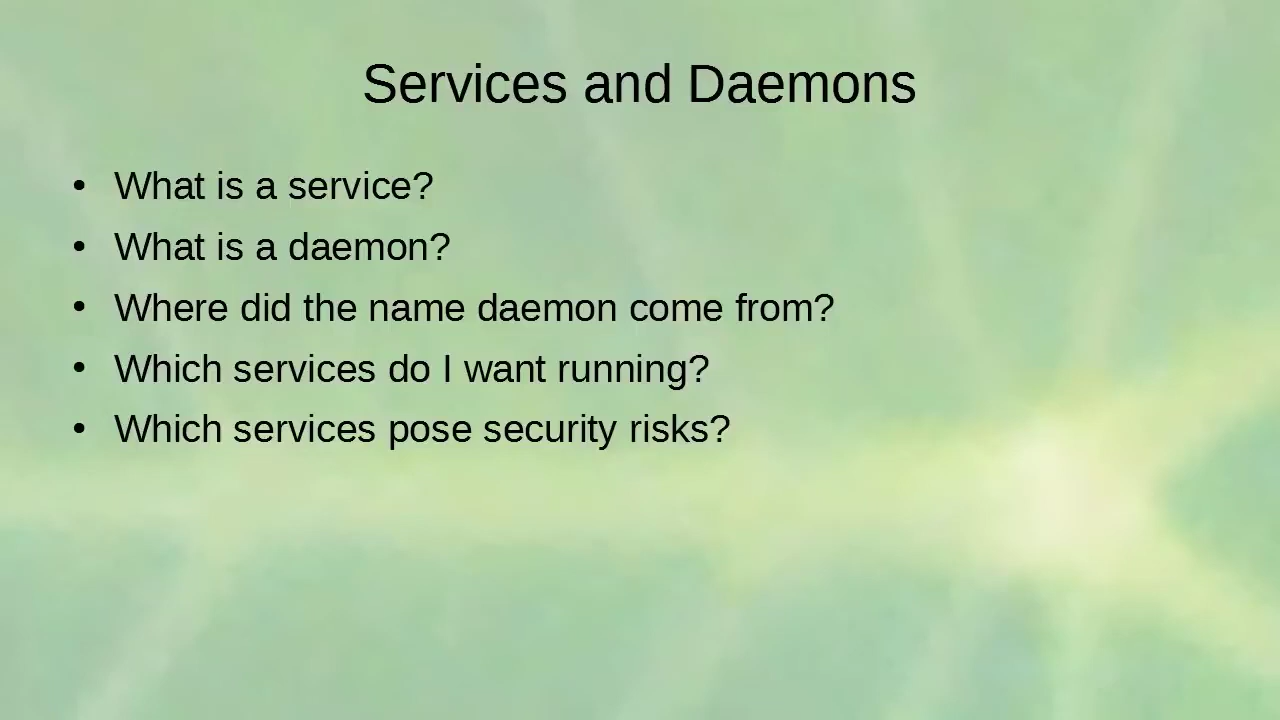 Services and Daemons
• What is a service?
• What is a daemon?
• Where did the name daemon come from?
• Which services do I want running?
• Which services pose security risks?